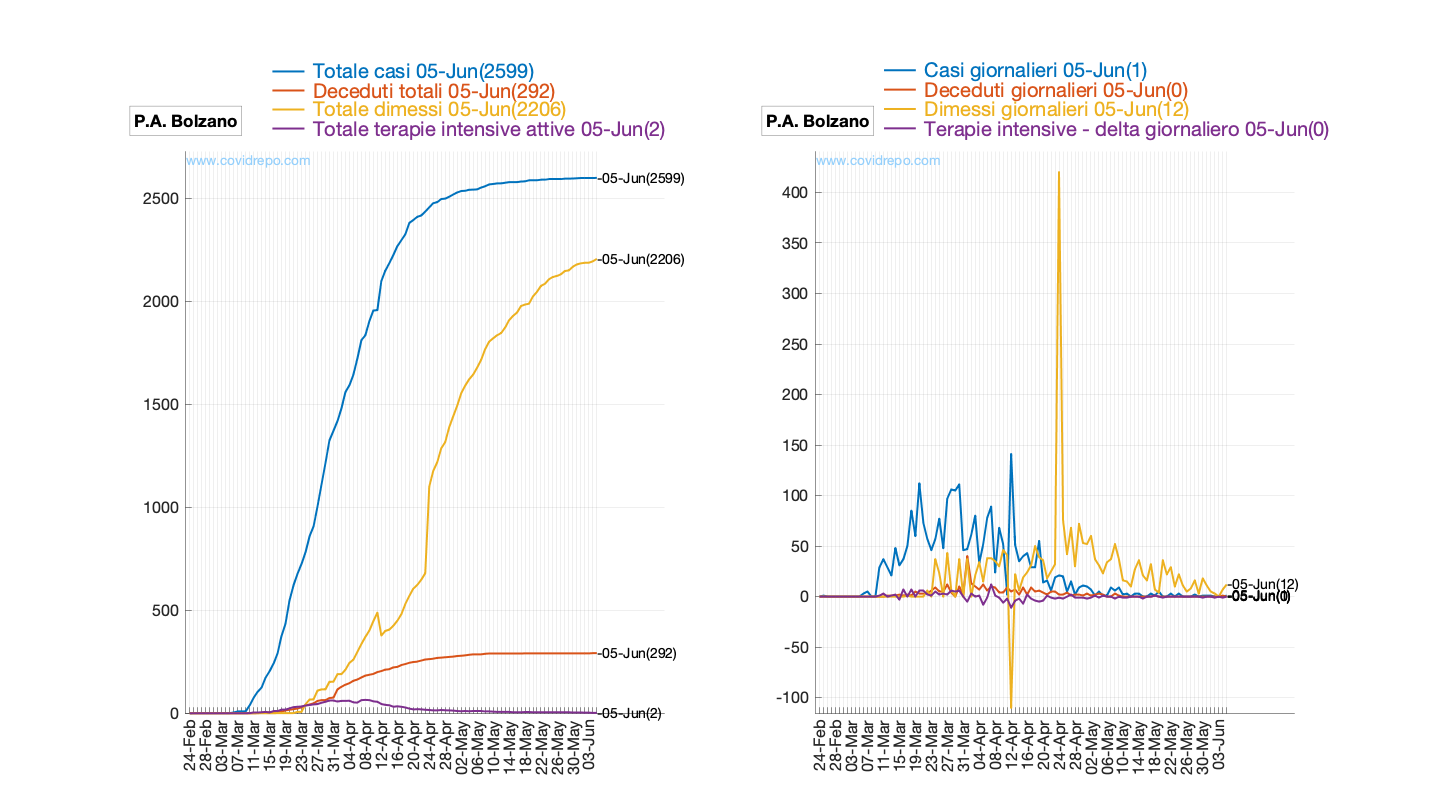 Totale casi 05-Jun(2599)
Deceduti totali 05-Jun(292)
Totale dimessi 05-Jun(2206)
Totale terapie intensive attive 05-Jun(2)
P.A. Bolzano
www.covidrepo.com
2500
2000
1500
1000
500
0
-05-Jun(2599)
-05-Jun(2206)
-05-Jun(292)
-05-Jun(2)
24-Feb
28-Feb
03-Mar
07-Mar
11-Mar
15-Mar
19-Mar
23-Mar
27-Mar
31-Mar
04-Apr
08-Apr
12-Apr
16-Apr
20-Apr
24-Apr
28-Apr
02-May
06-May
10-May
14-May
18-May
22-May
26-May
30-May
03-Jun
Casi giornalieri 05-Jun(1)
Deceduti giornalieri 05-Jun(0)
Dimessi giornalieri 05-Jun(12)
Terapie intensive - delta giornaliero 05-Jun(0)
P.A. Bolzano
www.covidrepo.com
400
350
300
250
200
150
100
50
0
-50
-100
-05-Jun(12)
24-Feb
28-Feb
03-Mar
07-Mar
11-Mar
15-Mar
19-Mar
23-Mar
27-Mar
31-Mar
04-Apr
08-Apr
12-Apr
16-Apr
20-Apr
24-Apr
28-Apr
02-May
06-May
10-May
14-May
18-May
22-May
26-May
30-May
03-Jun